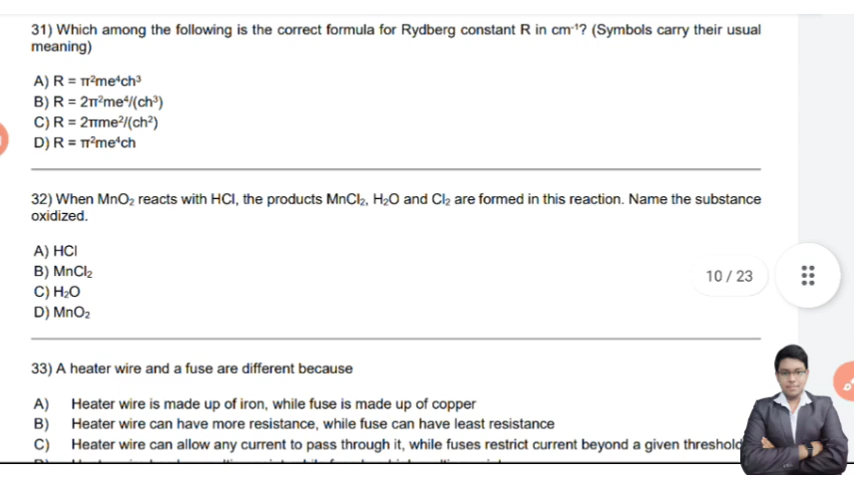 31) Which among the following is the correct formula for Rydberg constant R in cm⁻¹? (Symbols carry their usual
meaning)
A) R = π²me⁴ch³
B) R = 2π²me⁴/(ch³)
C) R = 2πme²/(ch²)
D) R = π²me⁴ch
32) When MnO₂ reacts with HCl, the products MnCl₂, H₂O and Cl₂ are formed in this reaction. Name the substance
oxidized.
A) HCl
B) MnCl₂
C) H₂O
D) MnO₂
10 / 23
33) A heater wire and a fuse are different because
A) Heater wire is made up of iron, while fuse is made up of copper
B) Heater wire can have more resistance, while fuse can have least resistance
C) Heater wire can allow any current to pass through it, while fuses restrict current beyond a given threshold